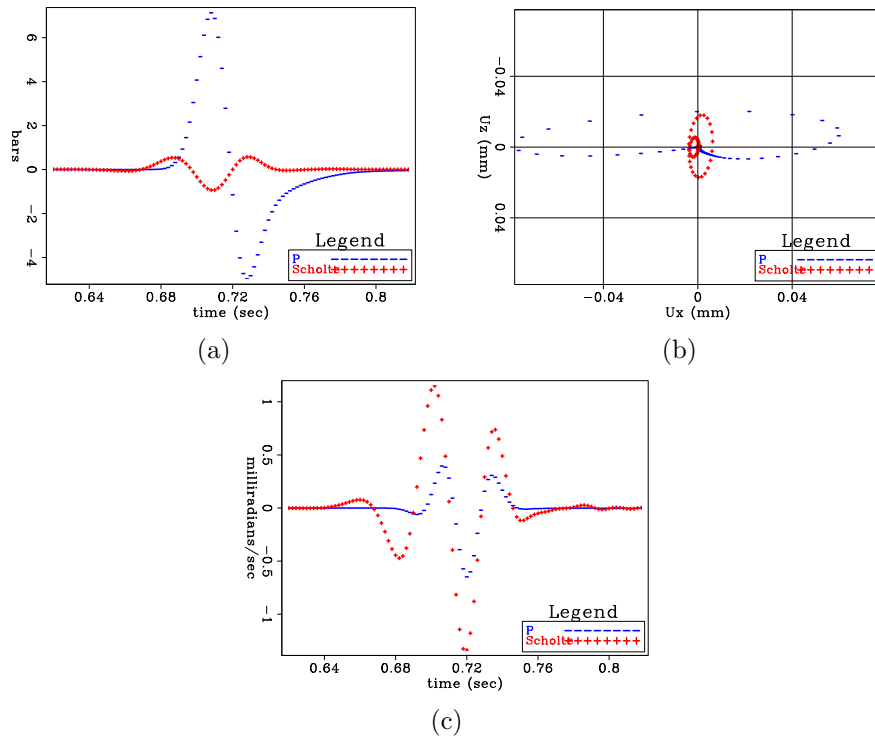 6
4
2
0
−2
−4
bars
0.64 0.68 0.72 0.76 0.8
time (sec)
Legend
P
Scholte
(a)
−0.04
0
0.04
Uz (mm)
−0.04 0 0.04
Ux (mm)
Legend
P
Scholte
(b)
1
0.5
0
−0.5
−1
milliradians/sec
0.64 0.68 0.72 0.76 0.8
time (sec)
Legend
P
Scholte
(c)